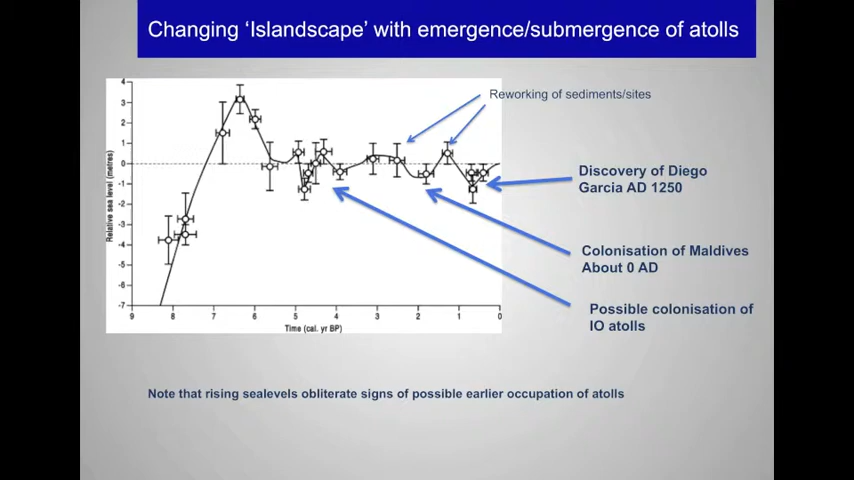 Changing 'Islandscape' with emergence/submergence of atolls
4
3
2
1
0
-1
-2
-3
-4
-5
-6
-7
Relative sea level (metres)
9 8 7 6 5 4 3 2 1 0
Time (cal. yr BP)
Reworking of sediments/sites
Discovery of Diego
Garcia AD 1250
Colonisation of Maldives
About 0 AD
Possible colonisation of
IO atolls
Note that rising sealevels obliterate signs of possible earlier occupation of atolls